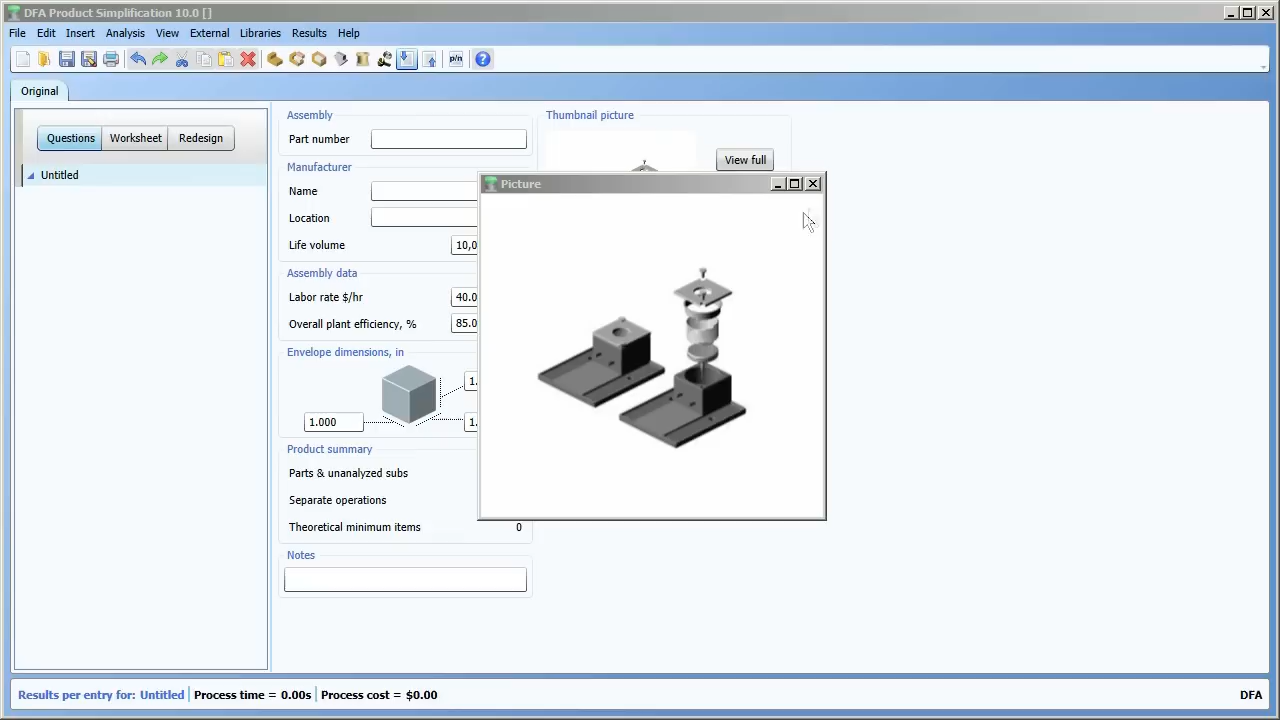 DFA Product Simplification 10.0 []
File Edit Insert Analysis View External Libraries Results Help
p/n ?
Original
Questions Worksheet Redesign
Untitled
Assembly
Part number
Manufacturer
Name
Location
Life volume 10,0
Assembly data
Labor rate $/hr 40.0
Overall plant efficiency, % 85.0
Envelope dimensions, in
1.
1.000 1.
Product summary
Parts & unanalyzed subs
Separate operations
Theoretical minimum items 0
Notes
Thumbnail picture
View full
Picture
Results per entry for: Untitled Process time = 0.00s Process cost = $0.00 DFA